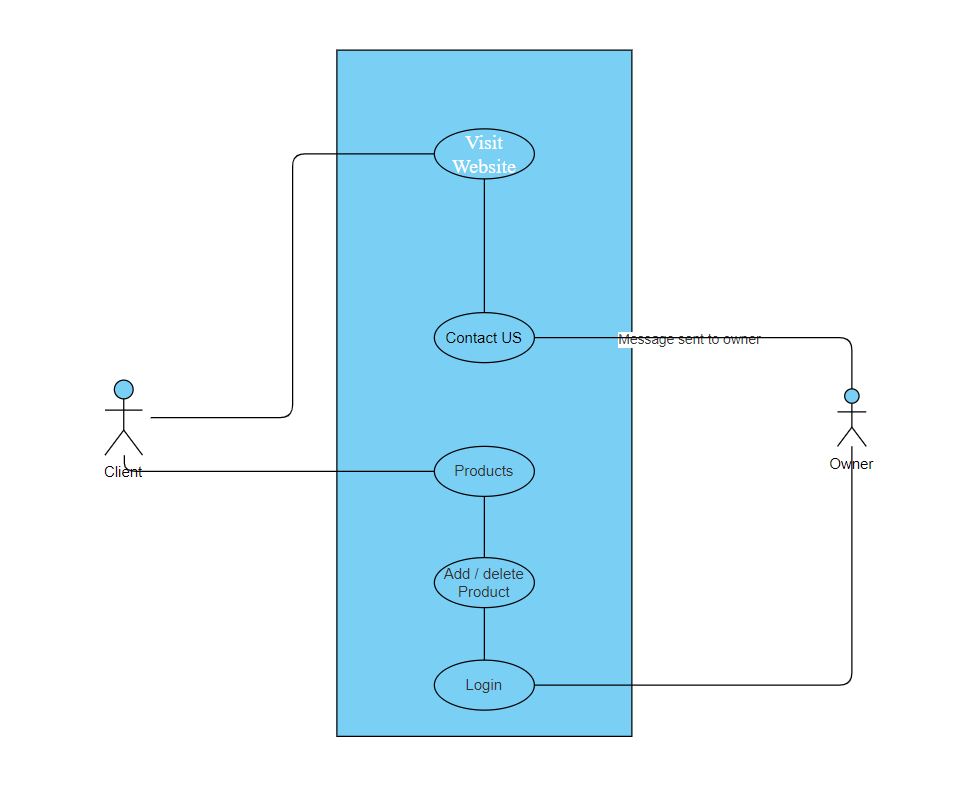 Visit
Website
Contact US
Message sent to owner
Client
Owner
Products
Add / delete
Product
Login